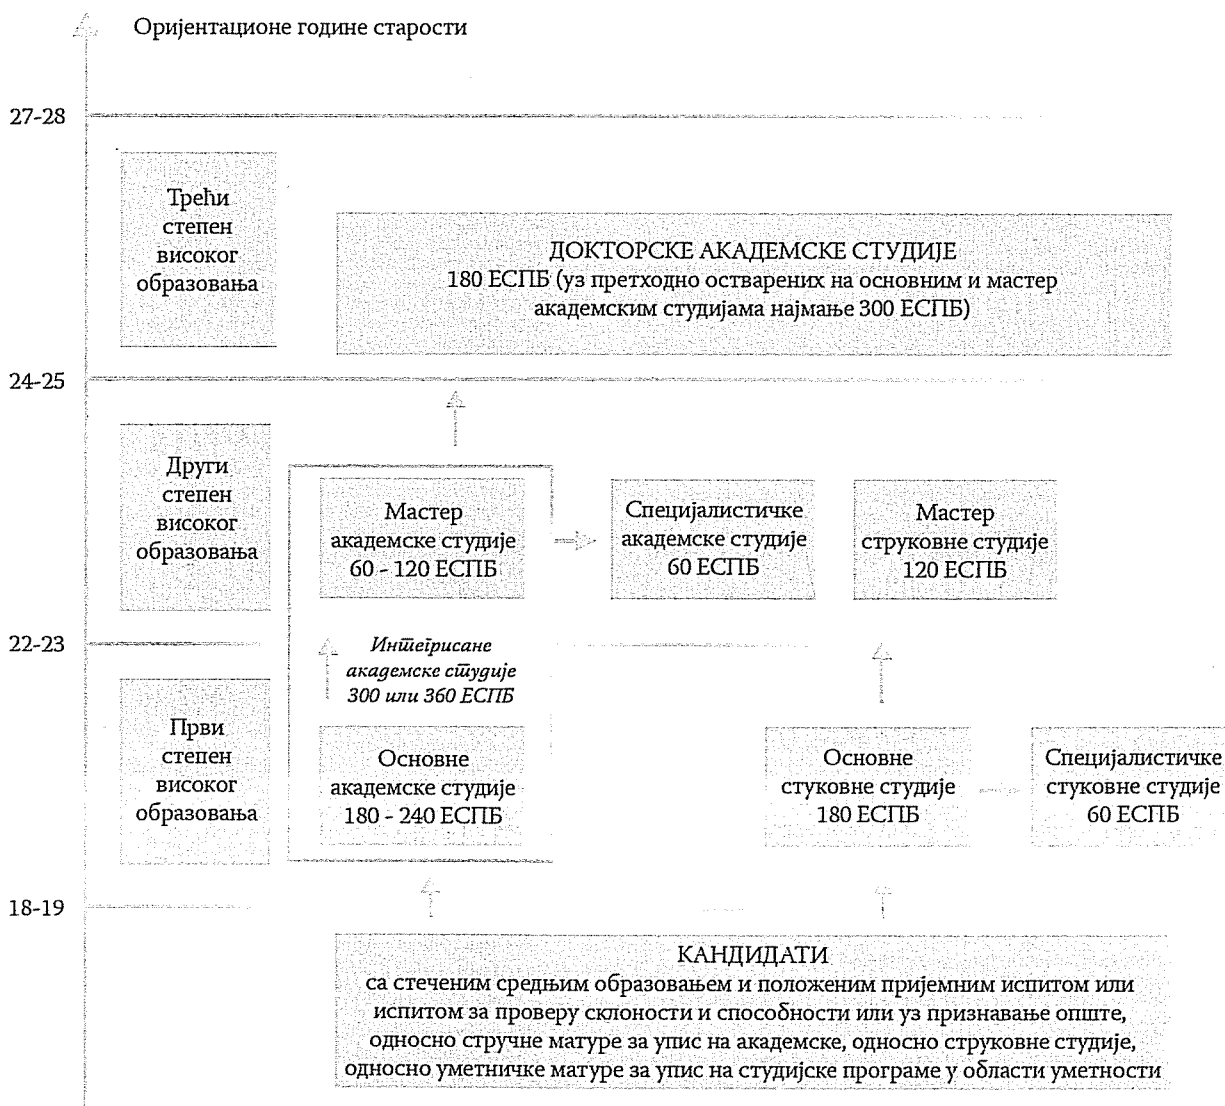 Оријентационе године старости
27-28
Трећи
степен
високог
образовања
ДОКТОРСКЕ АКАДЕМСКЕ СТУДИЈЕ
180 ЕСПБ (уз претходно остварених на основним и мастер
академским студијама најмање 300 ЕСПБ)
24-25
Други
степен
високог
образовања
Мастер
академске студије
60 - 120 ЕСПБ
Специјалистичке
академске студије
60 ЕСПБ
Мастер
струковне студије
120 ЕСПБ
22-23
Интегрисане
академске студије
300 или 360 ЕСПБ
Први
степен
високог
образовања
Основне
академске студије
180 - 240 ЕСПБ
Основне
стуковне студије
180 ЕСПБ
Специјалистичке
стуковне студије
60 ЕСПБ
18-19
КАНДИДАТИ
са стеченим средњим образовањем и положеним пријемним испитом или
испитом за проверу склоности и способности или уз признавање опште,
односно стручне матуре за упис на академске, односно струковне студије,
односно уметничке матуре за упис на студијске програме у области уметности